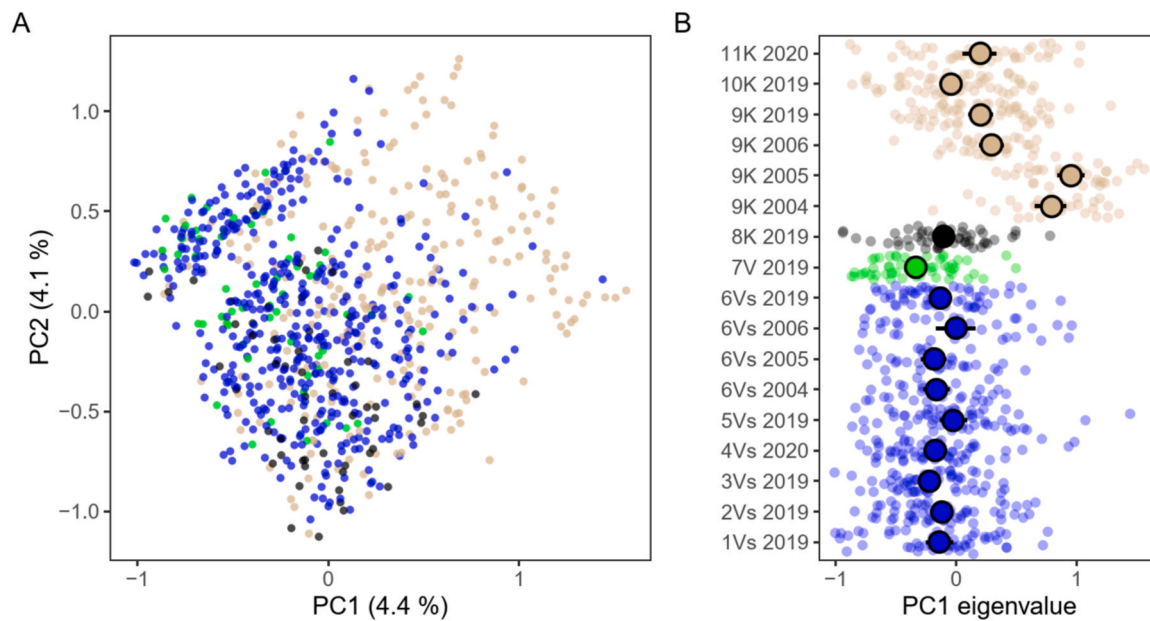 A
PC2 (4.1 %)
1.0
0.5
0.0
−0.5
−1.0
−1
0
1
PC1 (4.4 %)
B
11K 2020
10K 2019
9K 2019
9K 2006
9K 2005
9K 2004
8K 2019
7V 2019
6Vs 2019
6Vs 2006
6Vs 2005
6Vs 2004
5Vs 2019
4Vs 2020
3Vs 2019
2Vs 2019
1Vs 2019
−1
0
1
PC1 eigenvalue